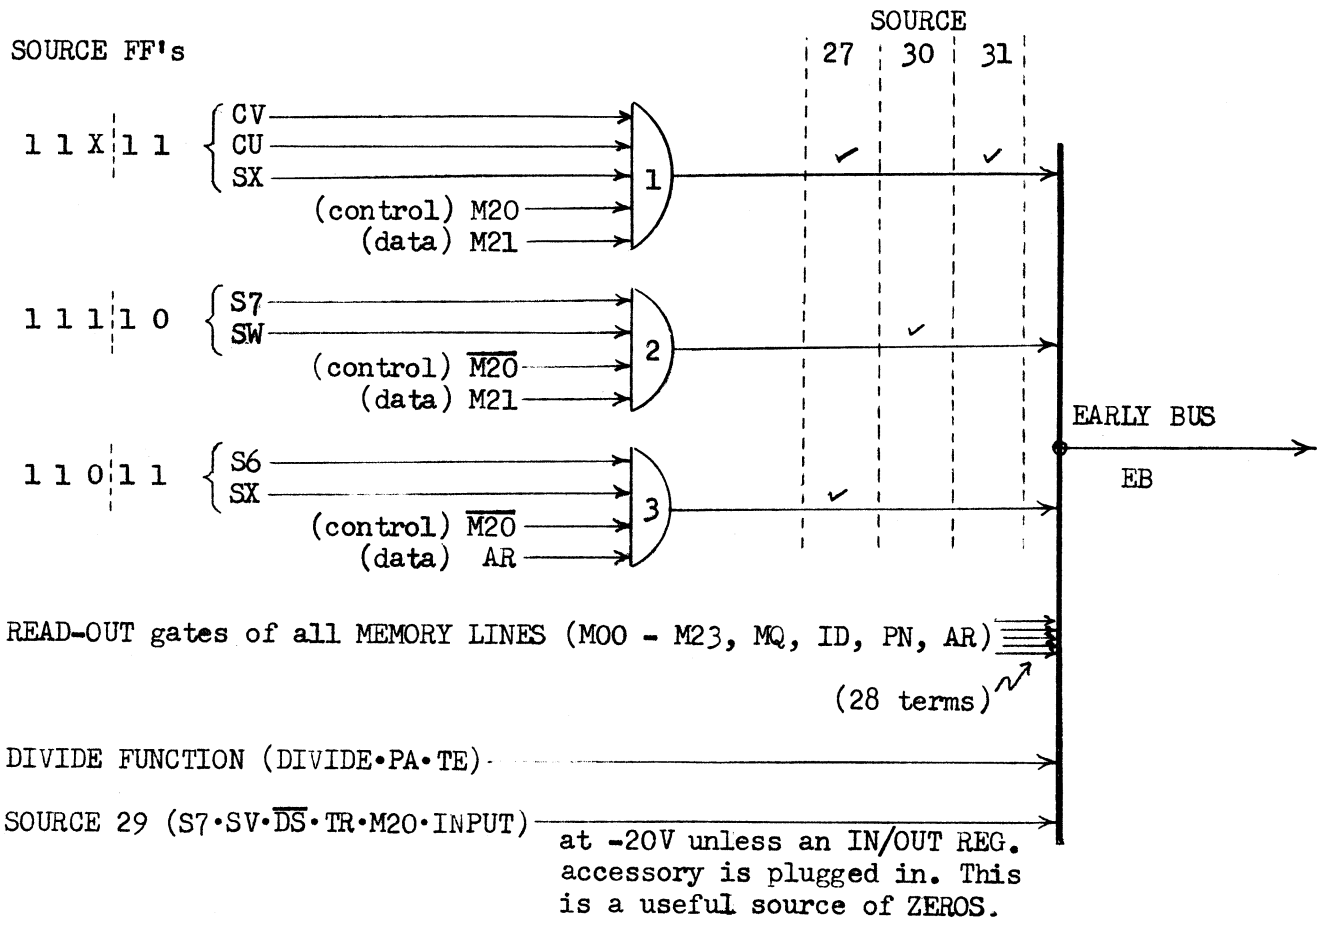 SOURCE
SOURCE FF's
27 30 31
1 1 X 1 1
CV
CU
SX
(control) M20
(data) M21
1
1 1 1 1 0
S7
SW
(control) M̅2̅0̅
(data) M21
2
EARLY BUS
EB
1 1 0 1 1
S6
SX
(control) M̅2̅0̅
(data) AR
3
READ-OUT gates of all MEMORY LINES (M00 - M23, MQ, ID, PN, AR)
(28 terms)
DIVIDE FUNCTION (DIVIDE•PA•TE)
SOURCE 29 (S7•SV•D̅S̅•TR•M20•INPUT)
at -20V unless an IN/OUT REG.
accessory is plugged in. This
is a useful source of ZEROS.